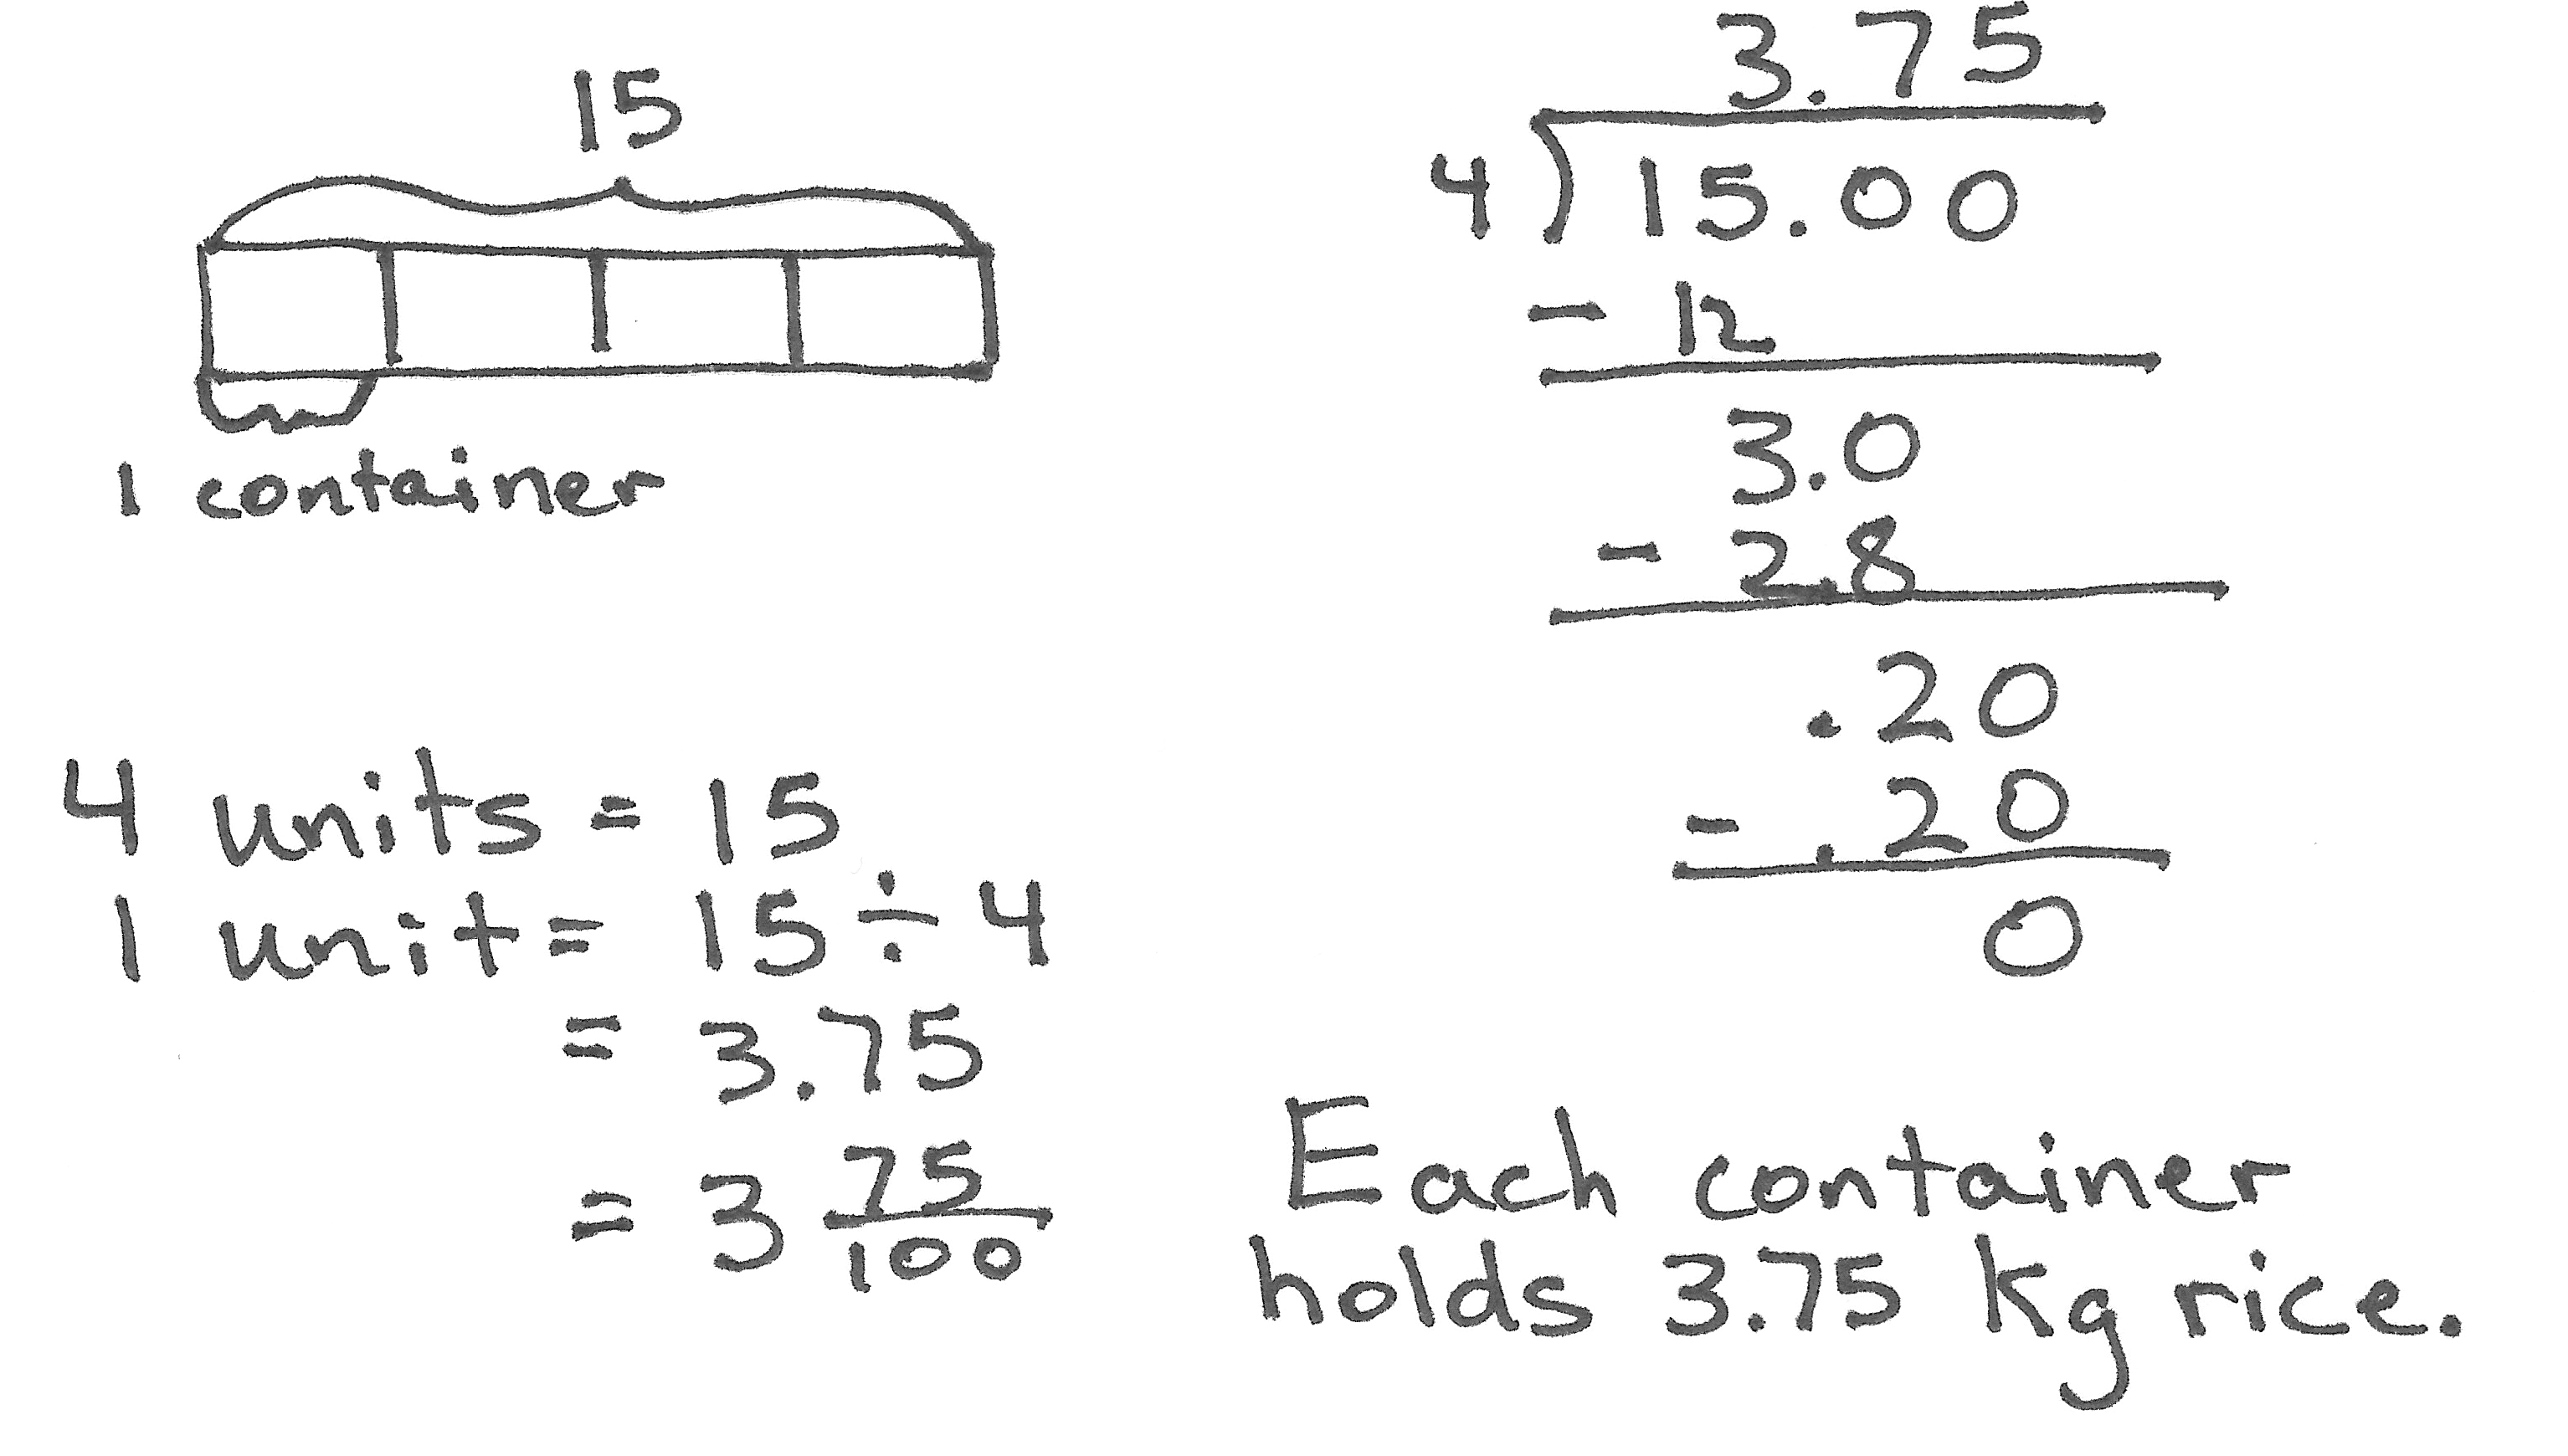 15
1 container
4 units = 15
1 unit = 15 ÷ 4
= 3.75
= 3 75/100
3.75
4 ) 15.00
- 12
3.0
- 2.8
.20
- .20
0
Each container
holds 3.75 kg rice.